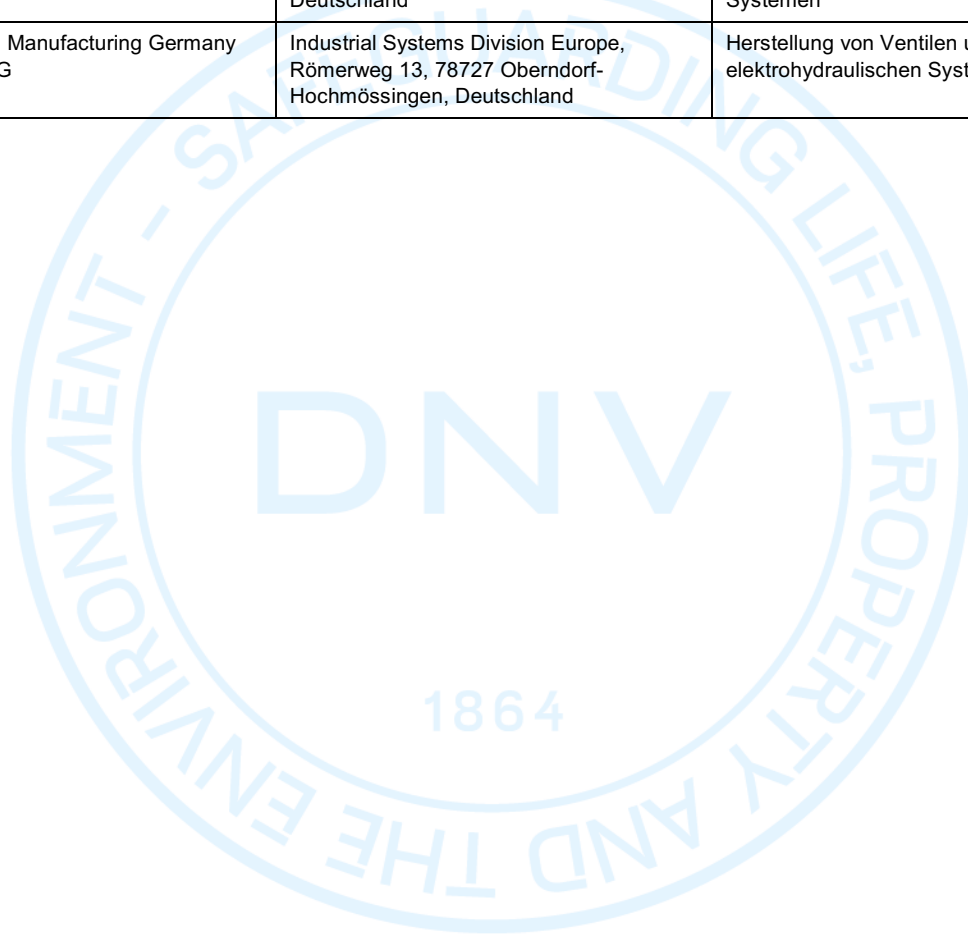 Deutschland
Systemen
Manufacturing Germany
G
Industrial Systems Division Europe,
Römerweg 13, 78727 Oberndorf-
Hochmössingen, Deutschland
Herstellung von Ventilen u
elektrohydraulischen Syst
SAFEGUARDING LIFE, PROPERTY AND THE ENVIRONMENT -
DNV
1864